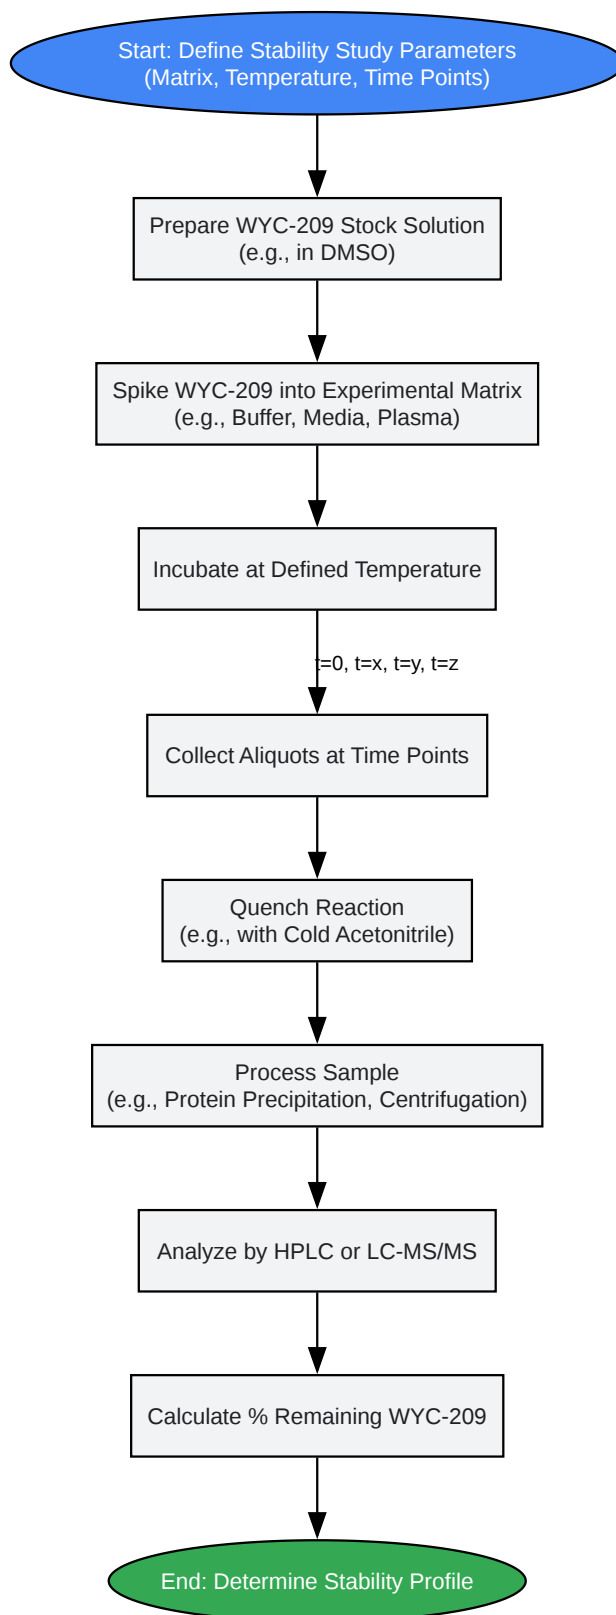 Start: Define Stability Study Parameters
(Matrix, Temperature, Time Points)
Prepare WYC-209 Stock Solution
(e.g., in DMSO)
Spike WYC-209 into Experimental Matrix
(e.g., Buffer, Media, Plasma)
Incubate at Defined Temperature
t=0, t=x, t=y, t=z
Collect Aliquots at Time Points
Quench Reaction
(e.g., with Cold Acetonitrile)
Process Sample
(e.g., Protein Precipitation, Centrifugation)
Analyze by HPLC or LC-MS/MS
Calculate % Remaining WYC-209
End: Determine Stability Profile